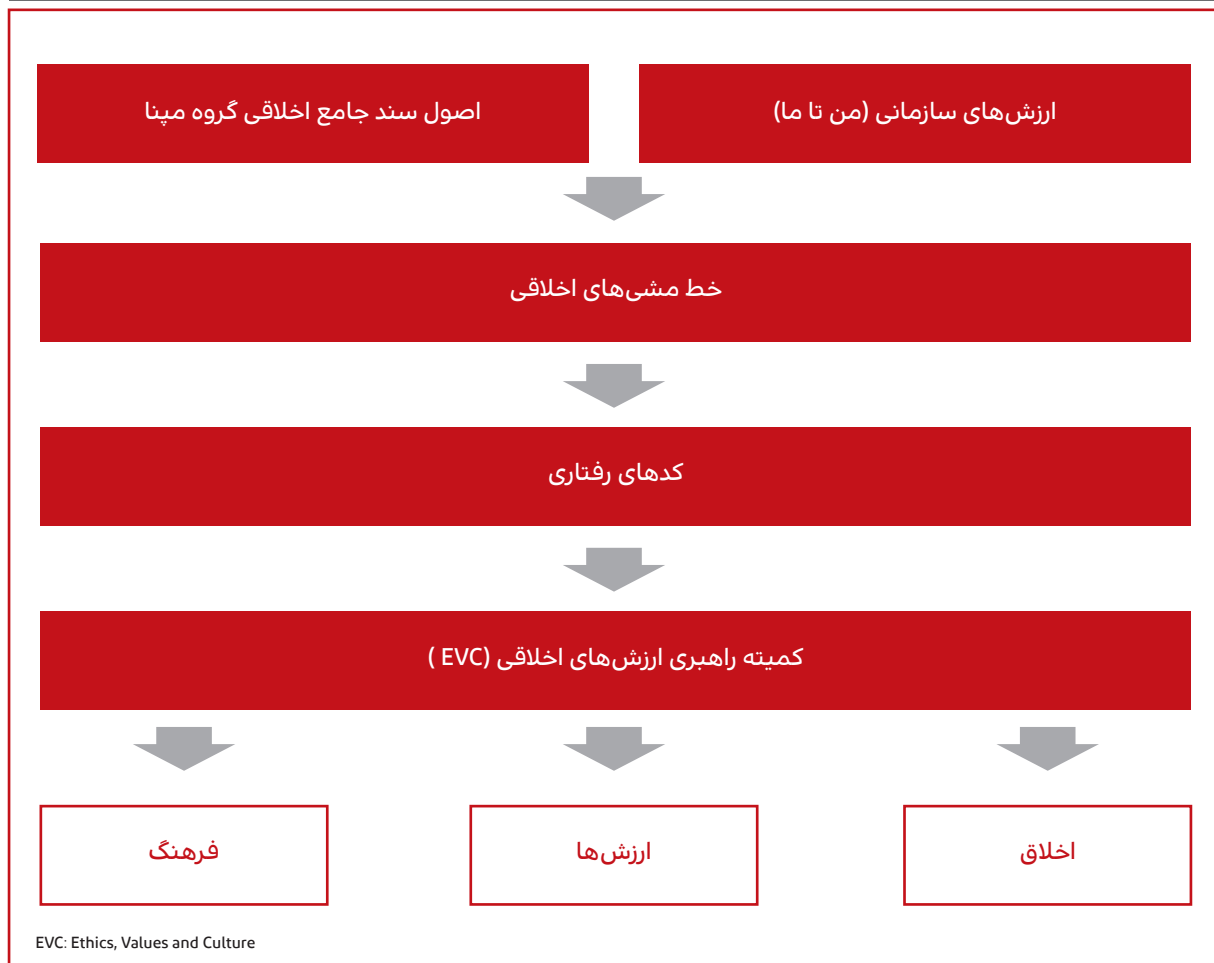 ارزش‌های سازمانی (من تا ما)
اصول سند جامع اخلاقی گروه مپنا
خط مشی‌های اخلاقی
کدهای رفتاری
کمیته راهبری ارزش‌های اخلاقی (EVC )
اخلاق
ارزش‌ها
فرهنگ
EVC: Ethics, Values and Culture